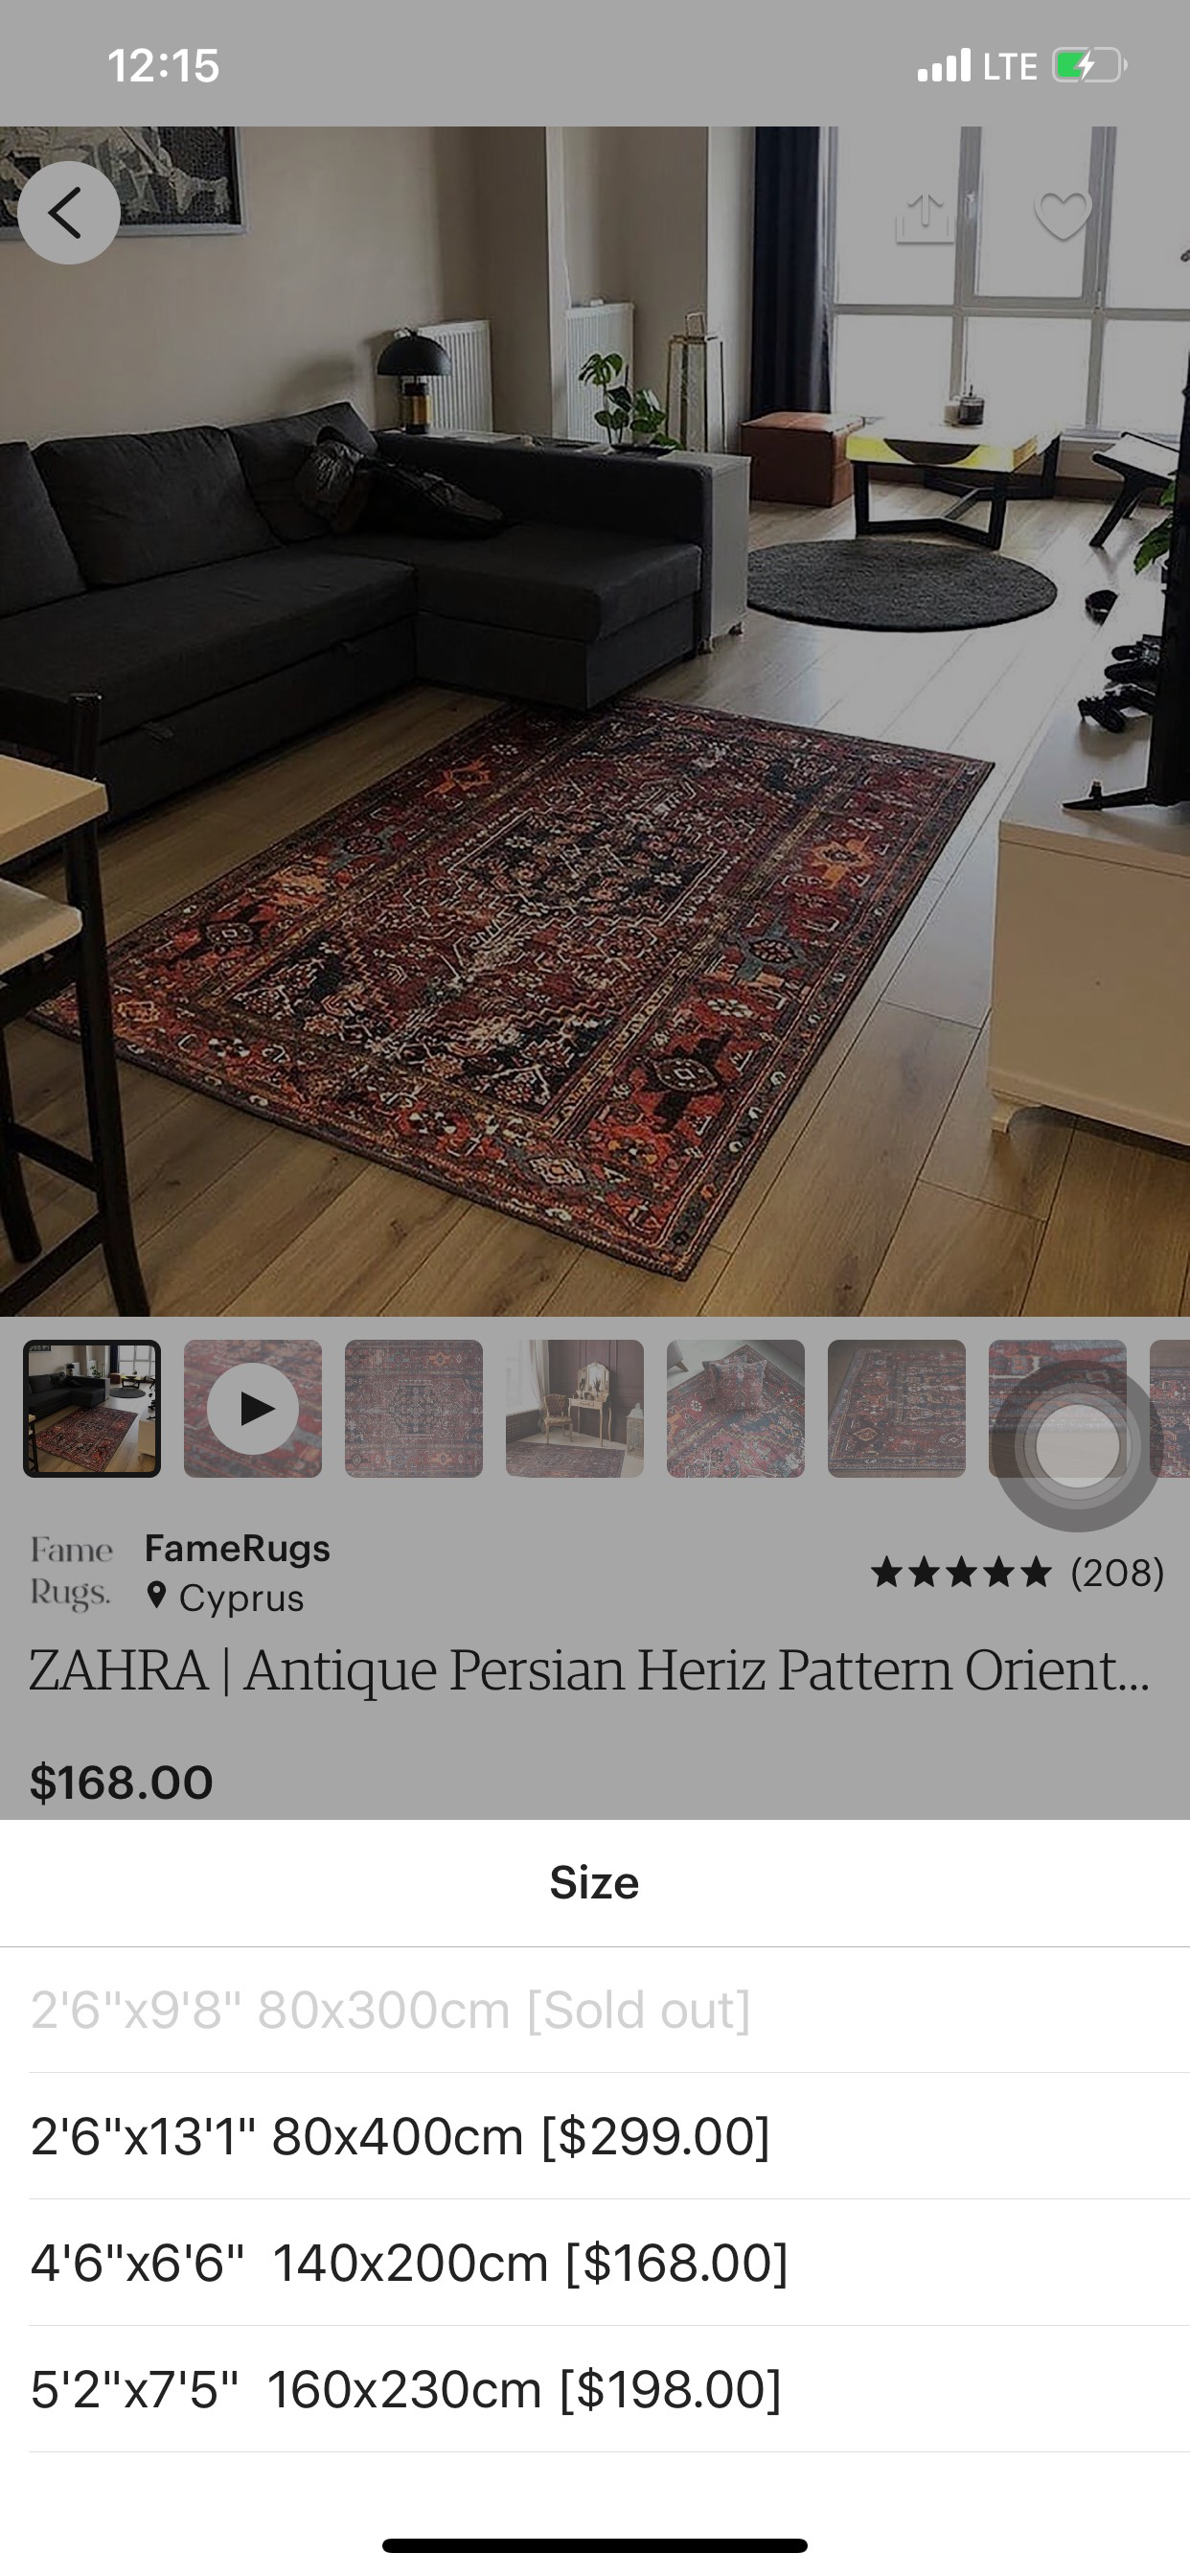 12:15
LTE
Fame
Rugs.
FameRugs
Cyprus
(208)
ZAHRA | Antique Persian Heriz Pattern Orient...
$168.00
Size
2'6"x9'8" 80x300cm [Sold out]
2'6"x13'1" 80x400cm [$299.00]
4'6"x6'6"  140x200cm [$168.00]
5'2"x7'5"  160x230cm [$198.00]